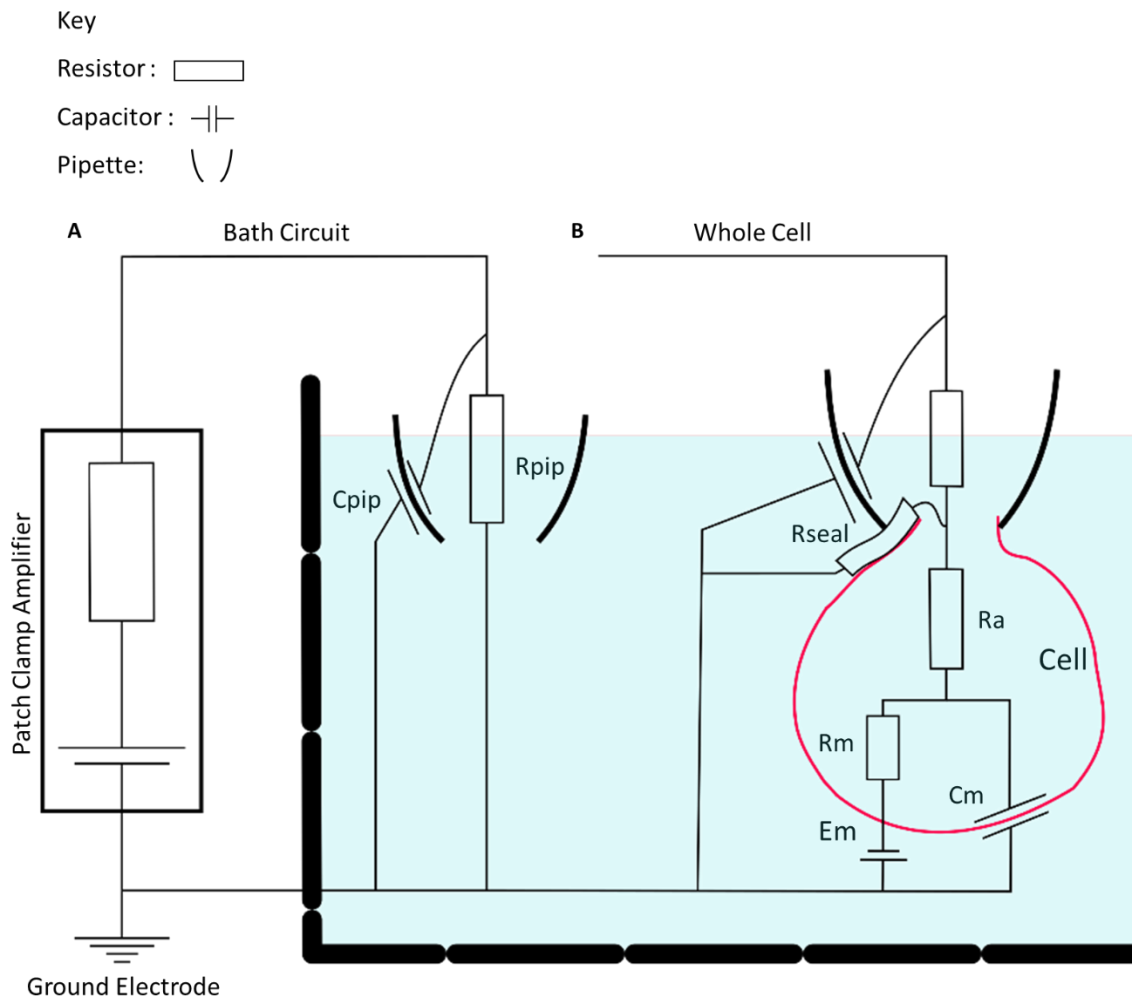 Key
Resistor :
Capacitor :
Pipette:
A
Bath Circuit
B
Whole Cell
Patch Clamp Amplifier
Cpip
Rpip
Rseal
Ra
Cell
Rm
Cm
Em
Ground Electrode